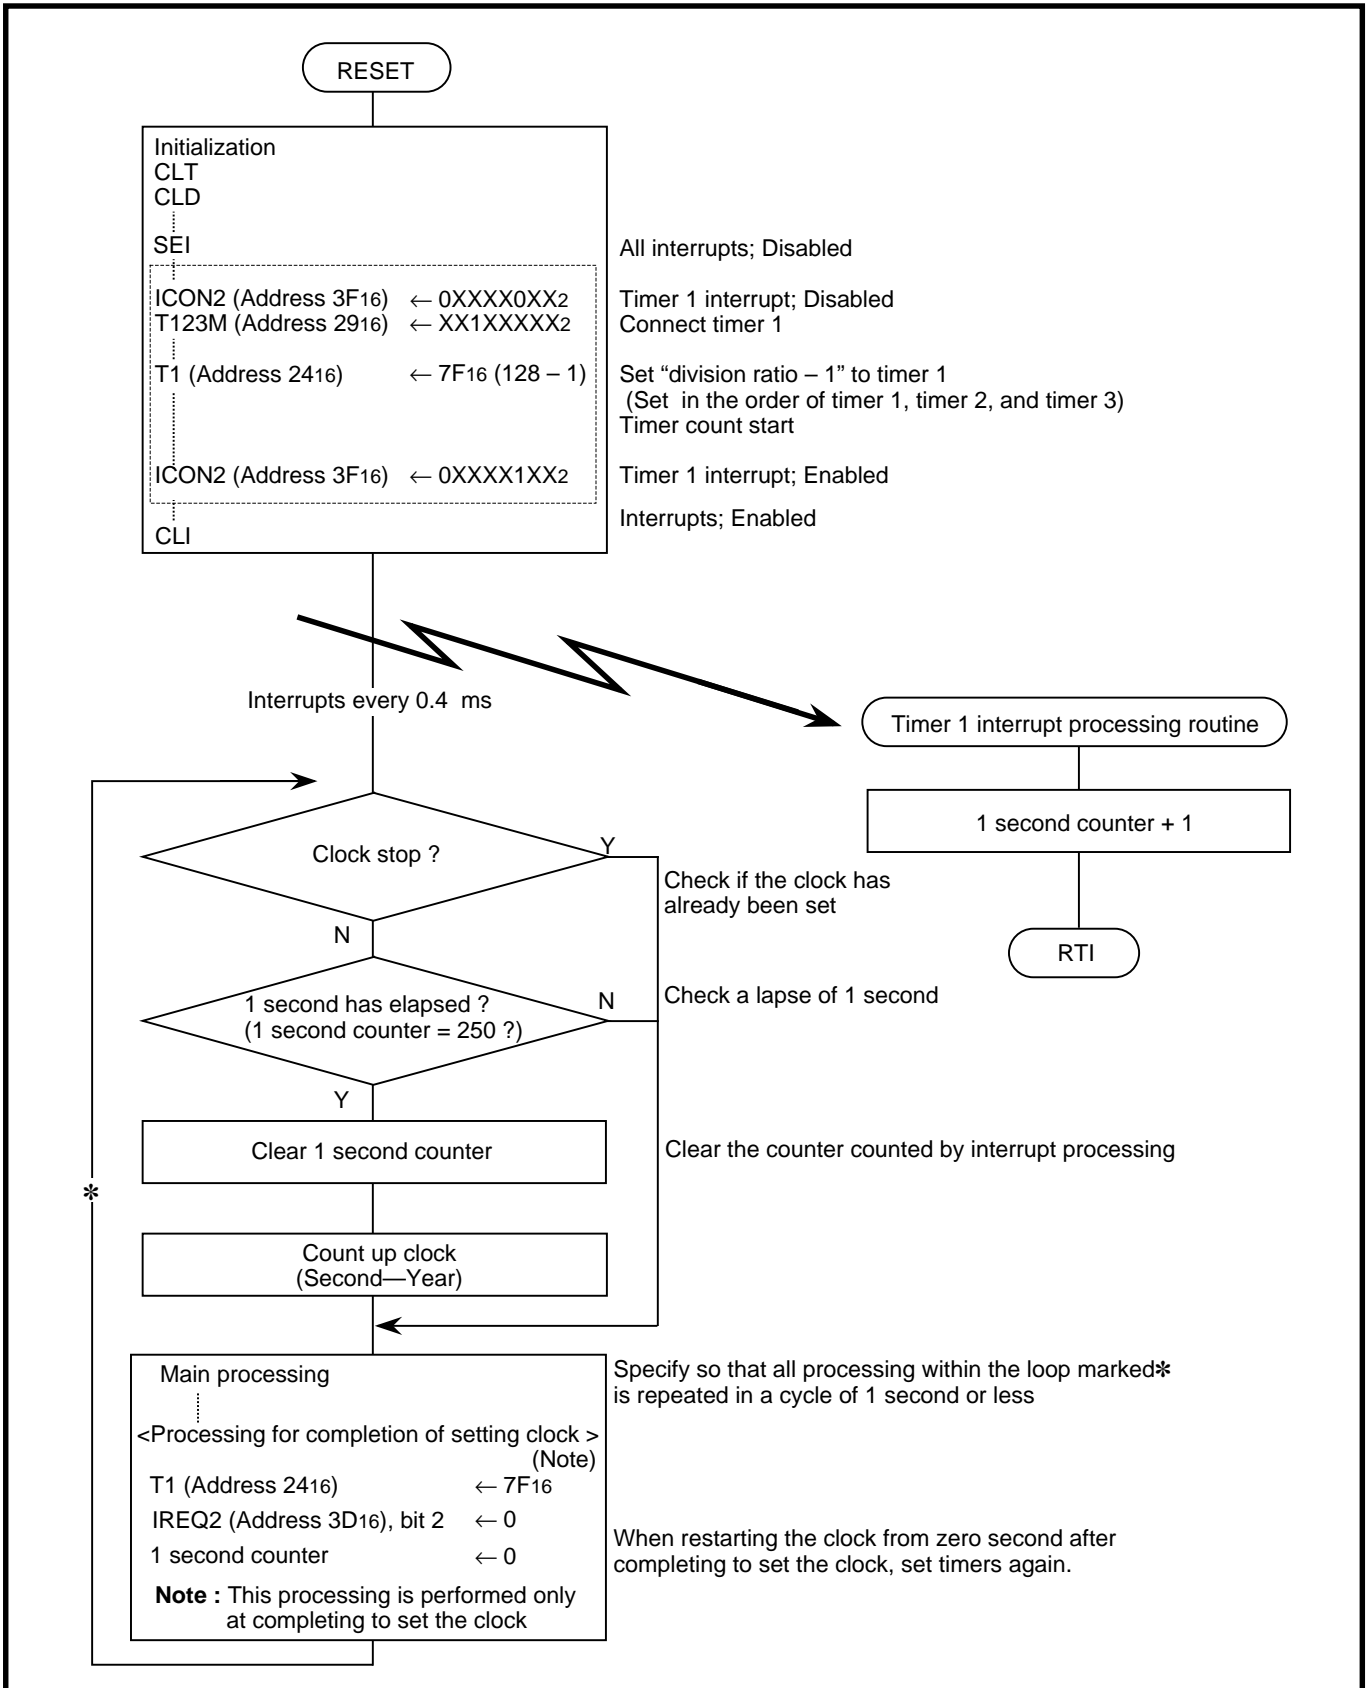 RESET
Initialization
CLT
CLD
SEI
All interrupts; Disabled
ICON2 (Address 3F16) ← 0XXXX0XX2
Timer 1 interrupt; Disabled
T123M (Address 2916) ← XX1XXXXX2
Connect timer 1
T1 (Address 2416) ← 7F16 (128 – 1)
Set “division ratio – 1” to timer 1
(Set in the order of timer 1, timer 2, and timer 3)
Timer count start
ICON2 (Address 3F16) ← 0XXXX1XX2
Timer 1 interrupt; Enabled
Interrupts; Enabled
CLI
Interrupts every 0.4 ms
Timer 1 interrupt processing routine
1 second counter + 1
RTI
Clock stop ?
Y
Check if the clock has
already been set
N
1 second has elapsed ?
(1 second counter = 250 ?)
N
Check a lapse of 1 second
Y
Clear 1 second counter
Clear the counter counted by interrupt processing
✻
Count up clock
(Second—Year)
Main processing
Specify so that all processing within the loop marked✻
is repeated in a cycle of 1 second or less
<Processing for completion of setting clock >
(Note)
T1 (Address 2416) ← 7F16
IREQ2 (Address 3D16), bit 2 ← 0
1 second counter ← 0
When restarting the clock from zero second after
completing to set the clock, set timers again.
Note : This processing is performed only
at completing to set the clock